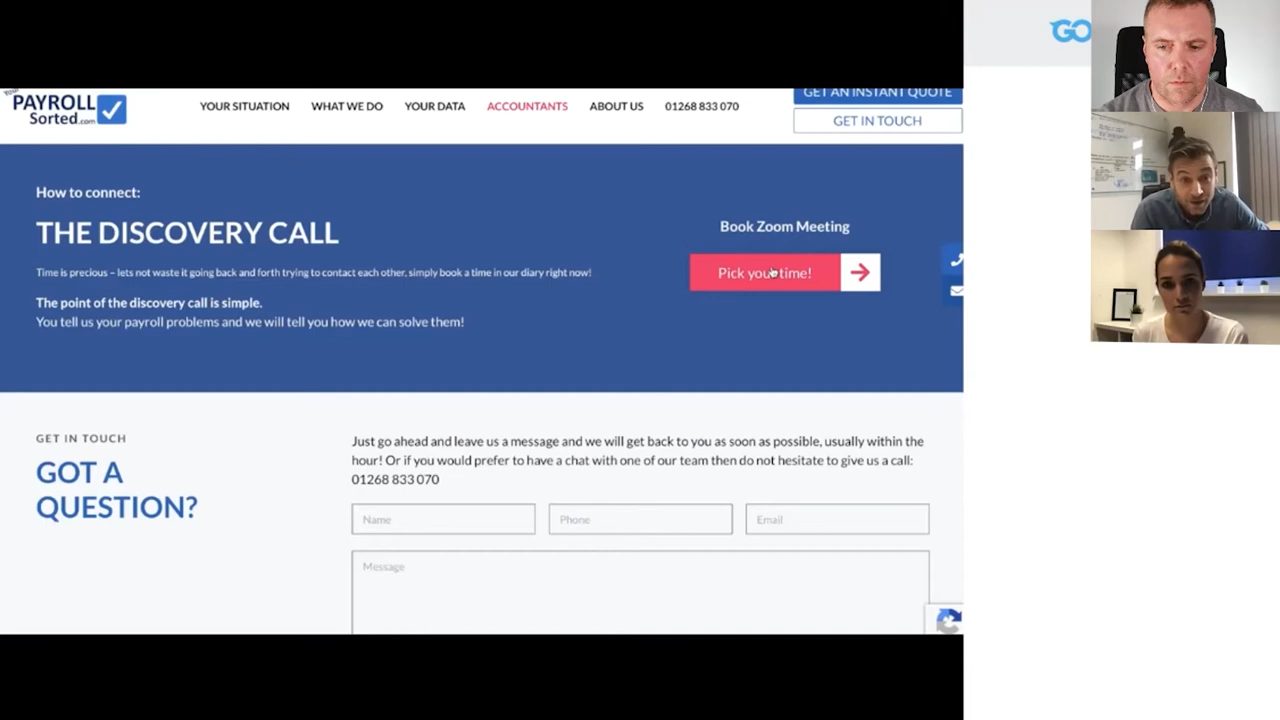 GO
YOUR
PAYROLL
Sorted.com
YOUR SITUATION
WHAT WE DO
YOUR DATA
ACCOUNTANTS
ABOUT US
01268 833 070
GET AN INSTANT QUOTE
GET IN TOUCH
How to connect:
THE DISCOVERY CALL
Time is precious – lets not waste it going back and forth trying to contact each other, simply book a time in our diary right now!
The point of the discovery call is simple.
You tell us your payroll problems and we will tell you how we can solve them!
Book Zoom Meeting
Pick your time!
GET IN TOUCH
GOT A
QUESTION?
Just go ahead and leave us a message and we will get back to you as soon as possible, usually within the
hour! Or if you would prefer to have a chat with one of our team then do not hesitate to give us a call:
01268 833 070
Name
Phone
Email
Message